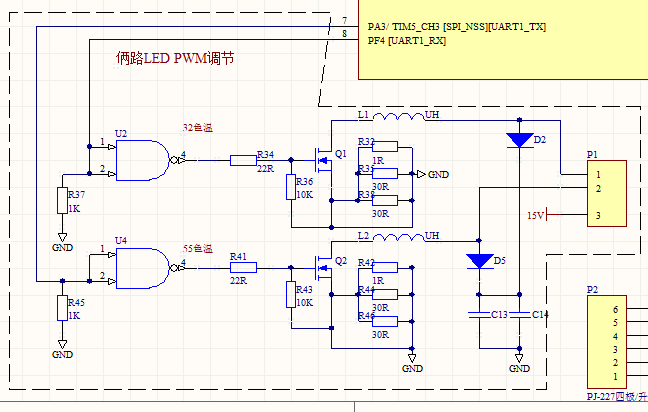 7
PA3/ TIM5_CH3 [SPI_NSS][UART1_TX]
8
PF4 [UART1_RX]
俩路LED PWM调节
L1
UH
U2
32色温
D2
1
4
2
R34
22R
Q1
R32
1R
P1
R35
30R
GND
1
R37
1K
R36
10K
R38
30R
2
15V
3
GND
U4
55色温
L2
UH
1
4
2
R41
22R
Q2
R42
1R
D5
R45
1K
R43
10K
R44
30R
R46
30R
C13
C14
P2
6
5
4
3
2
1
GND
GND
GND
PJ-227四极/升